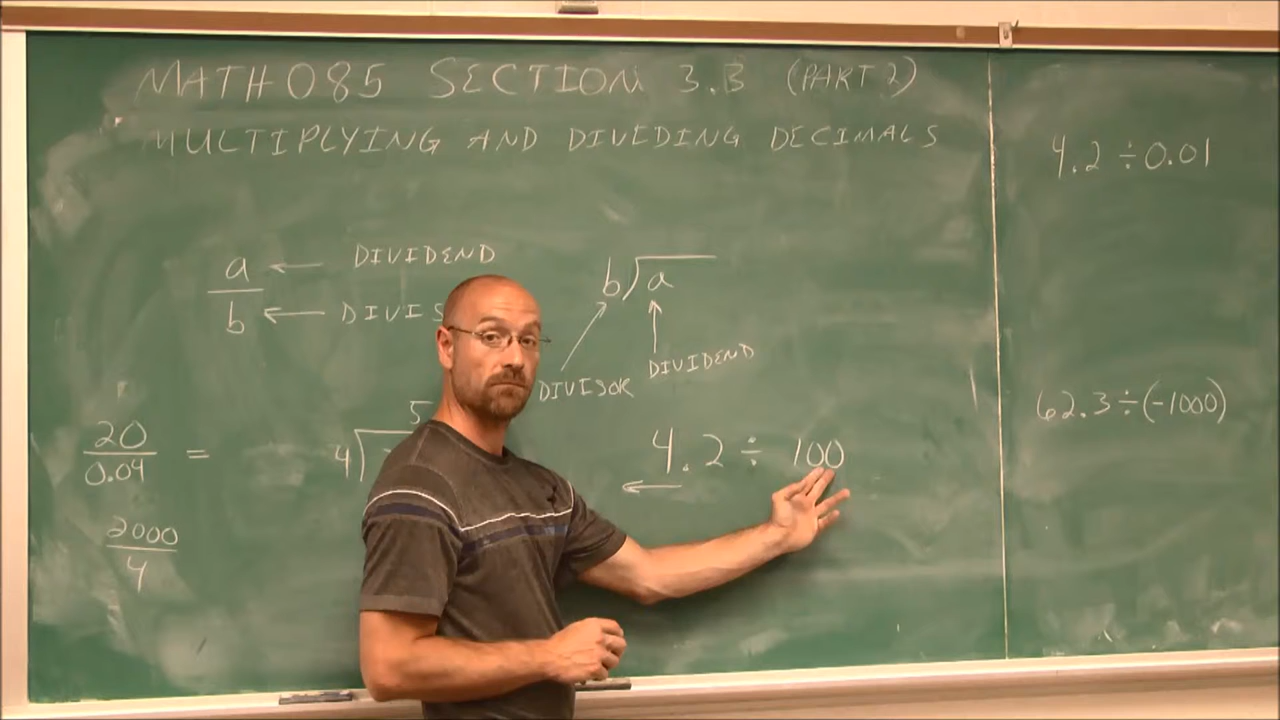 MATH 085 SECTION 3.3 (PART 2)
MULTIPLYING AND DIVIDING DECIMALS
a ← DIVIDEND
b ← DIVIS
b)a
DIVISOR
DIVIDEND
20/0.04 =
2000/4
5
4
4.2 ÷ 100
←
4.2 ÷ 0.01
62.3 ÷ (-1000)